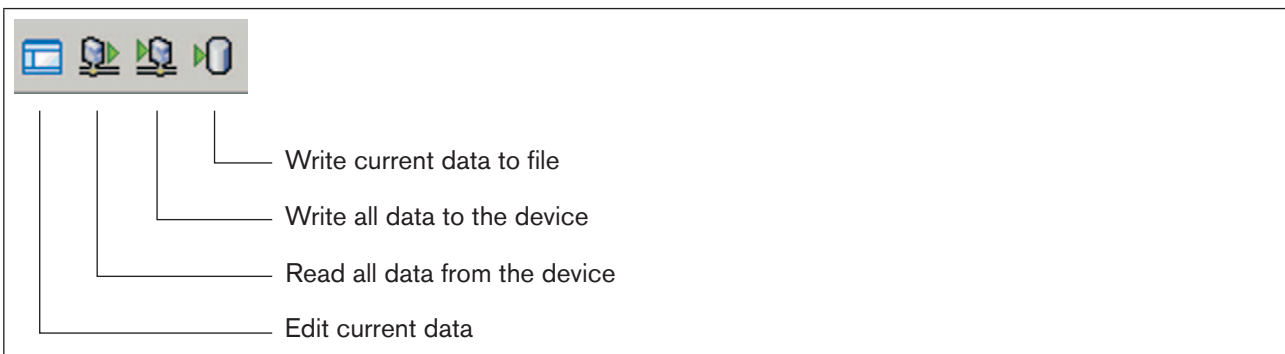 Write current data to file
Write all data to the device
Read all data from the device
Edit current data